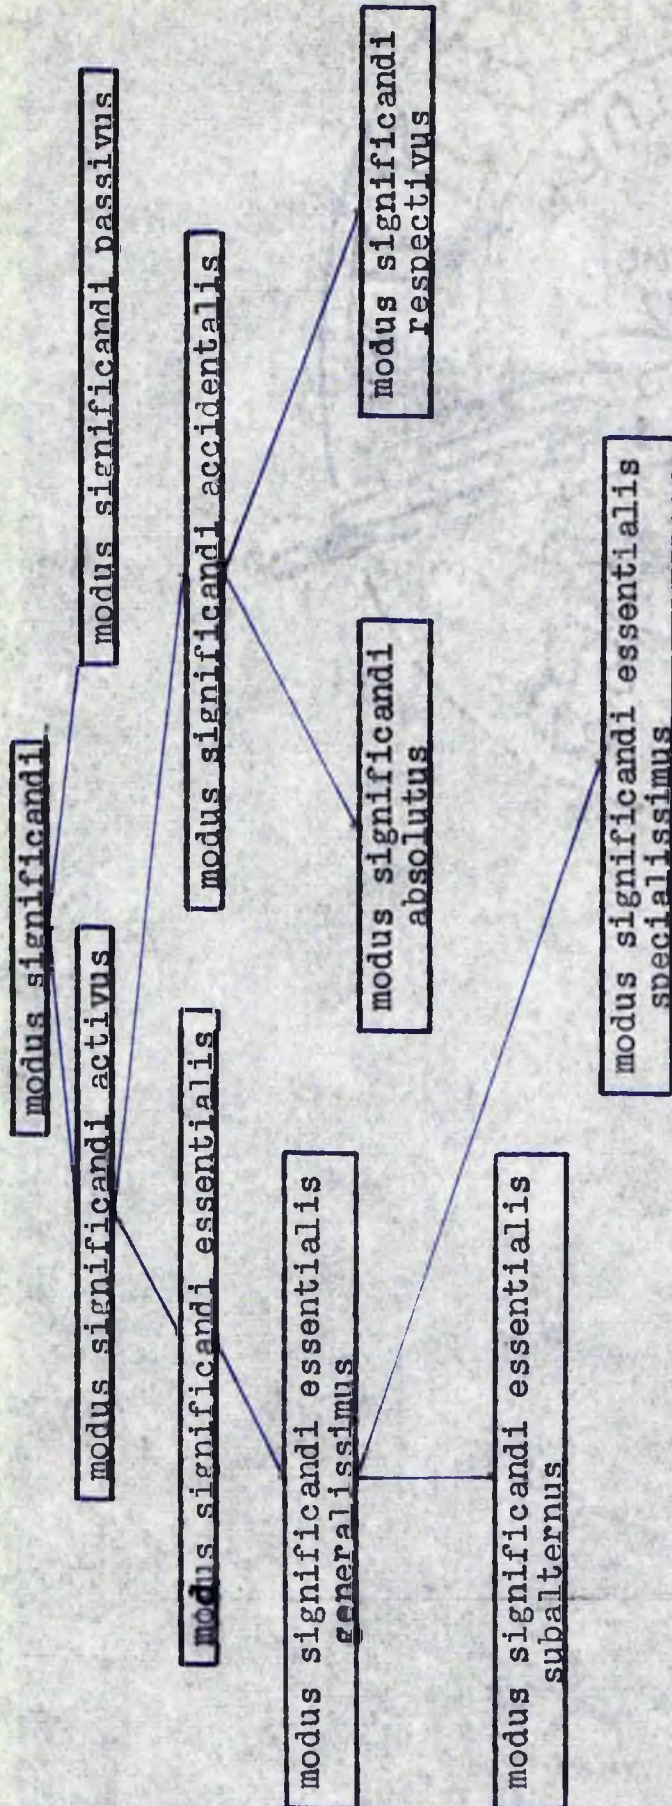 modus significandi
modus significandi activus
modus significandi passivus
modus significandi essentialis
modus significandi accidentalis
modus significandi essentialis
generalissimus
modus significandi
absolutus
modus significandi
respectivus
modus significandi essentialis
subalternus
modus significandi essentialis
specialissimus